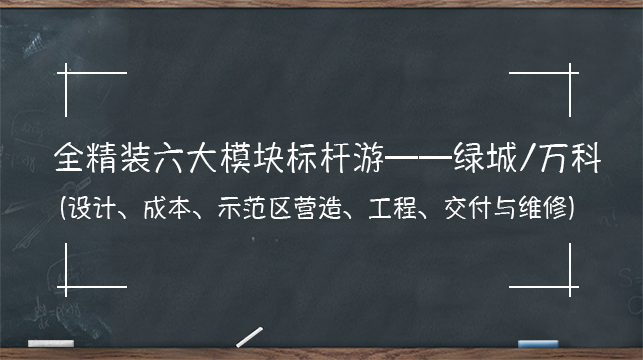 全精装六大模块标杆游——绿城/万科
(设计、成本、示范区营造、工程、交付与维修)